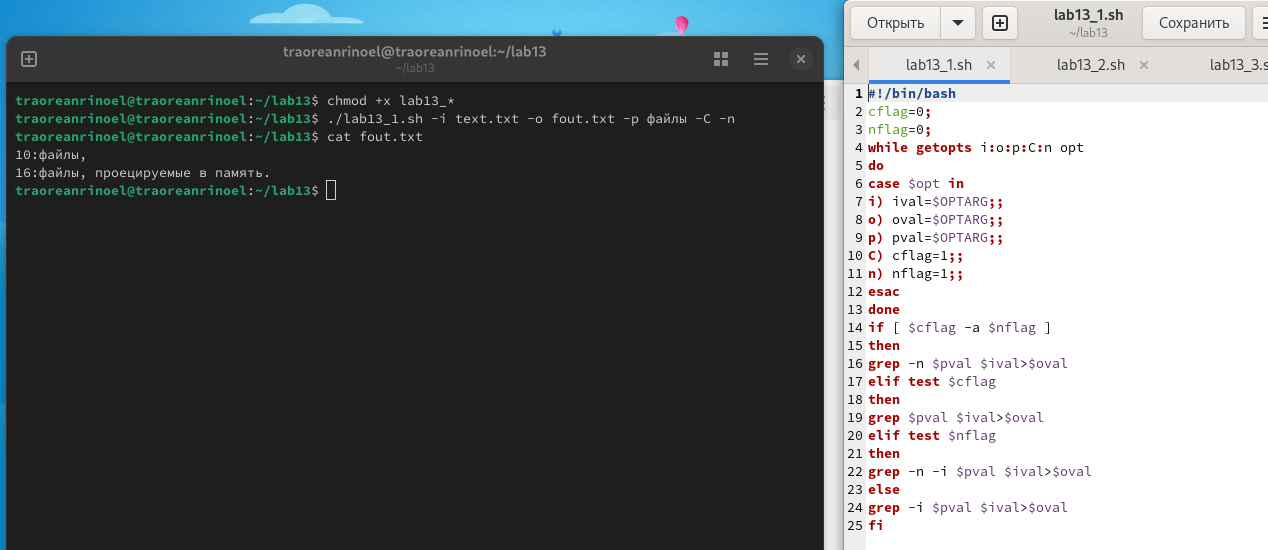 traoreanrinoel@traoreanrinoel:~/lab13
~/lab13
traoreanrinoel@traoreanrinoel:~/lab13$ chmod +x lab13_*
traoreanrinoel@traoreanrinoel:~/lab13$ ./lab13_1.sh -i text.txt -o fout.txt -p файлы -C -n
traoreanrinoel@traoreanrinoel:~/lab13$ cat fout.txt
10:файлы,
16:файлы, проецируемые в память.
traoreanrinoel@traoreanrinoel:~/lab13$
Открыть
lab13_1.sh
~/lab13
Сохранить
lab13_1.sh
lab13_2.sh
lab13_3.s
1 #!/bin/bash
2 cflag=0;
3 nflag=0;
4 while getopts i:o:p:C:n opt
5 do
6 case $opt in
7 i) ival=$OPTARG;;
8 o) oval=$OPTARG;;
9 p) pval=$OPTARG;;
10 C) cflag=1;;
11 n) nflag=1;;
12 esac
13 done
14 if [ $cflag -a $nflag ]
15 then
16 grep -n $pval $ival>$oval
17 elif test $cflag
18 then
19 grep $pval $ival>$oval
20 elif test $nflag
21 then
22 grep -n -i $pval $ival>$oval
23 else
24 grep -i $pval $ival>$oval
25 fi